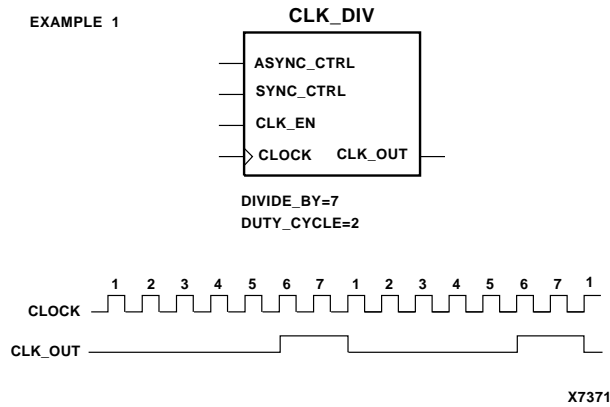 EXAMPLE 1
CLK_DIV
ASYNC_CTRL
SYNC_CTRL
CLK_EN
CLOCK CLK_OUT
DIVIDE_BY=7
DUTY_CYCLE=2
1 2 3 4 5 6 7 1 2 3 4 5 6 7 1
CLOCK
CLK_OUT
X7371